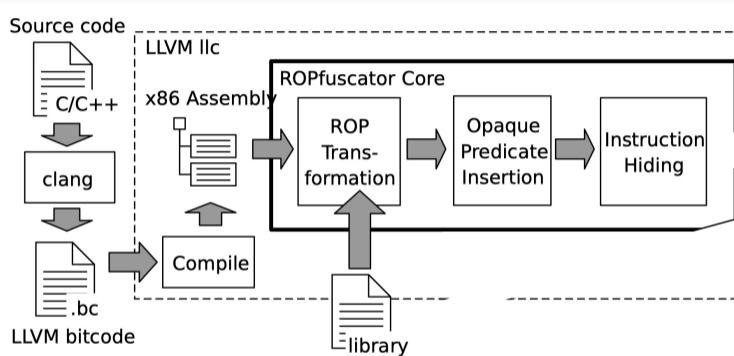 Source code
C/C++
clang
.bc
LLVM bitcode
LLVM llc
x86 Assembly
Compile
ROPfuscator Core
ROP
Trans-
formation
library
Opaque
Predicate
Insertion
Instruction
Hiding